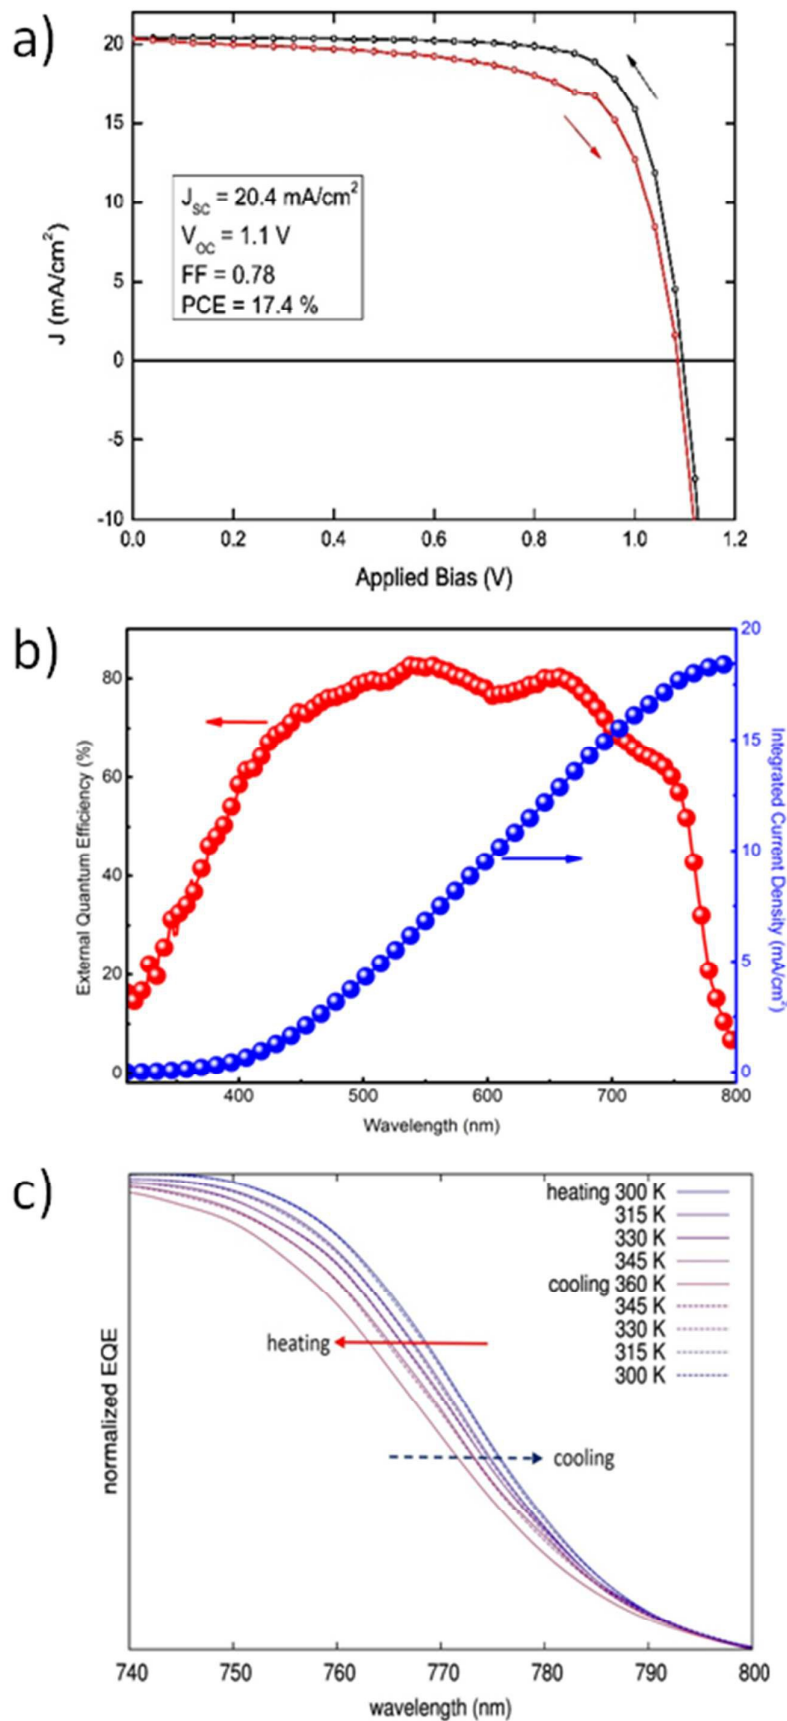 a)
20
15
10
5
0
-5
-10
J (mA/cm²)
J_SC = 20.4 mA/cm²
V_OC = 1.1 V
FF = 0.78
PCE = 17.4 %
0.0 0.2 0.4 0.6 0.8 1.0 1.2
Applied Bias (V)
b)
80
60
40
20
0
External Quantum Efficiency (%)
20
15
10
5
0
Integrated Current Density (mA/cm²)
400 500 600 700 800
Wavelength (nm)
c)
normalized EQE
heating 300 K
315 K
330 K
345 K
cooling 360 K
345 K
330 K
315 K
300 K
heating
cooling
740 750 760 770 780 790 800
wavelength (nm)